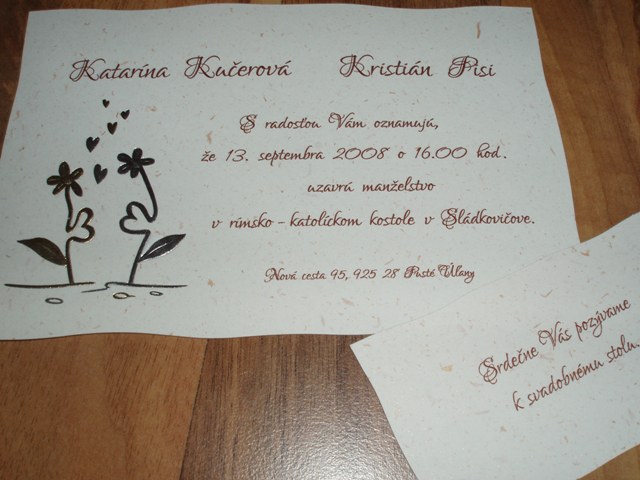 Katarína Kučerová Kristián Pisi
S radosťou Vám oznamujú,
že 13. septembra 2008 o 16.00 hod.
uzavrú manželstvo
v rímsko - katolíckom kostole v Sládkovičove.
Nová cesta 95, 925 28 Pusté Úľany
Srdečne Vás pozývame
k svadobnému stolu.